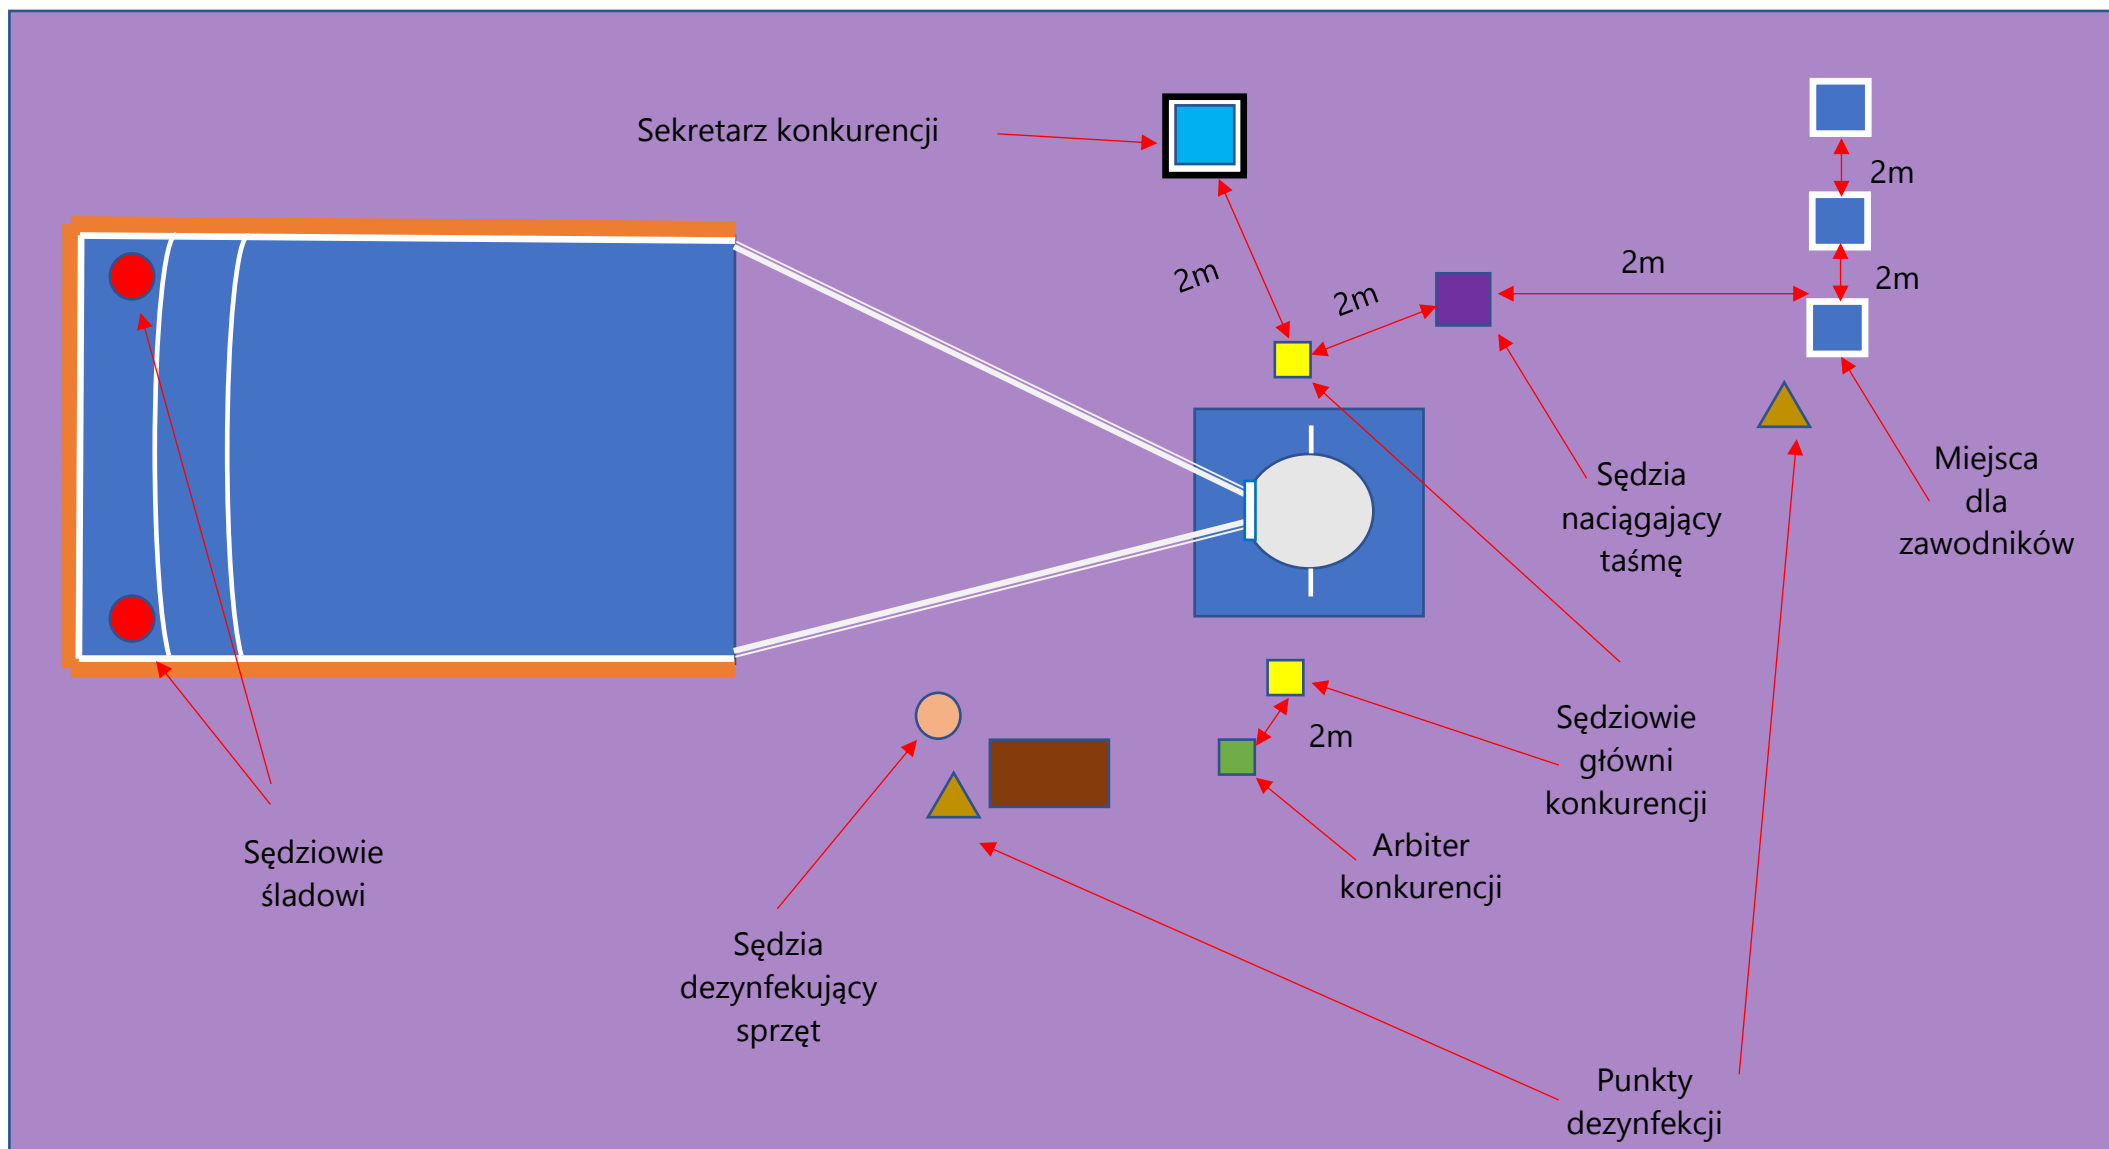 Sekretarz konkurencji
2m
2m
2m
2m
2m
Sędzia
naciągający
taśmę
Miejsca
dla
zawodników
2m
Sędziowie
główni
konkurencji
Arbiter
konkurencji
Sędziowie
śladowi
Sędzia
dezynfekujący
sprzęt
Punkty
dezynfekcji